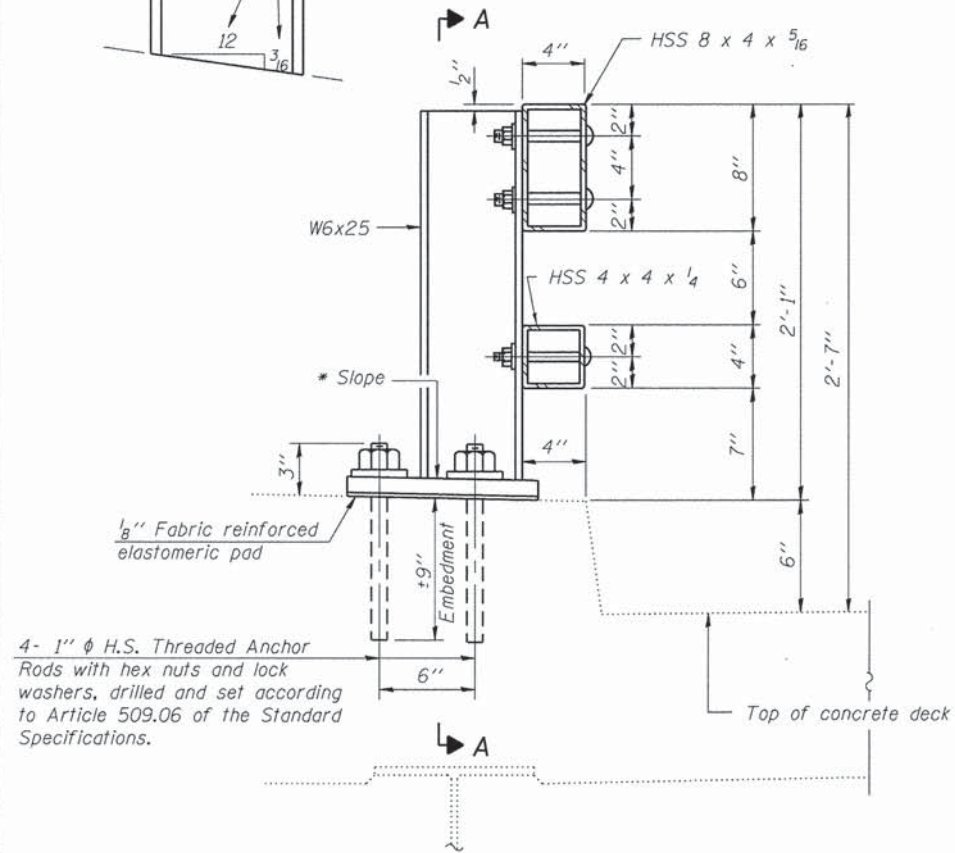 12
3/16
A
4"
HSS 8 x 4 x 5/16
1/2"
2"
4"
2"
8"
W6x25
6"
HSS 4 x 4 x 1/4
2'-1"
2'-7"
2"
2"
4"
* Slope
4"
7"
3"
1/8" Fabric reinforced
elastomeric pad
±9"
Embedment
6"
4- 1" ϕ H.S. Threaded Anchor
Rods with hex nuts and lock
washers, drilled and set according
to Article 509.06 of the Standard
Specifications.
6"
Top of concrete deck
A